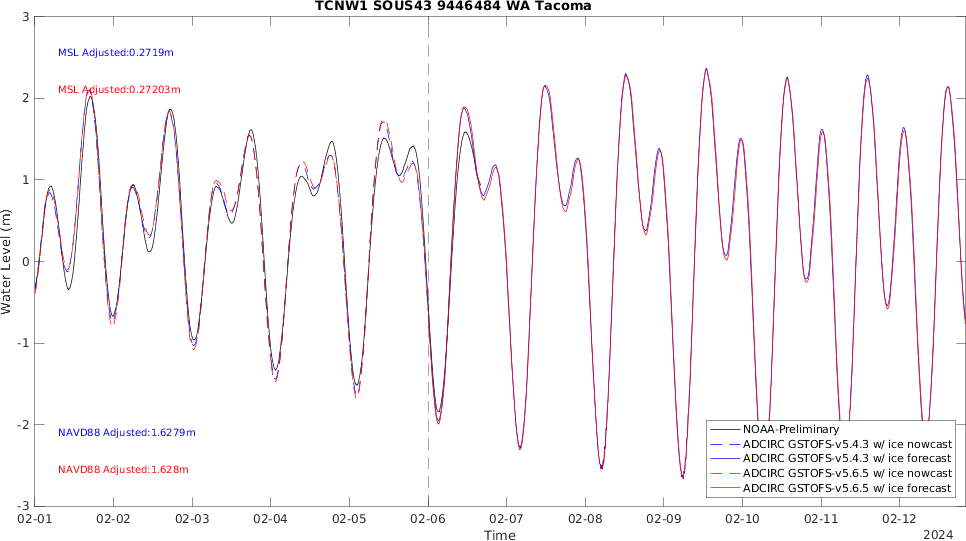 TCNW1 SOUS43 9446484 WA Tacoma
3
MSL Adjusted:0.2719m
MSL Adjusted:0.27203m
2
1
0
Water Level (m)
-1
-2
NAVD88 Adjusted:1.6279m
NAVD88 Adjusted:1.628m
-3
NOAA-Preliminary
ADCIRC GSTOFS-v5.4.3 w/ ice nowcast
ADCIRC GSTOFS-v5.4.3 w/ ice forecast
ADCIRC GSTOFS-v5.6.5 w/ ice nowcast
ADCIRC GSTOFS-v5.6.5 w/ ice forecast
02-01 02-02 02-03 02-04 02-05 02-06 02-07 02-08 02-09 02-10 02-11 02-12
Time
2024